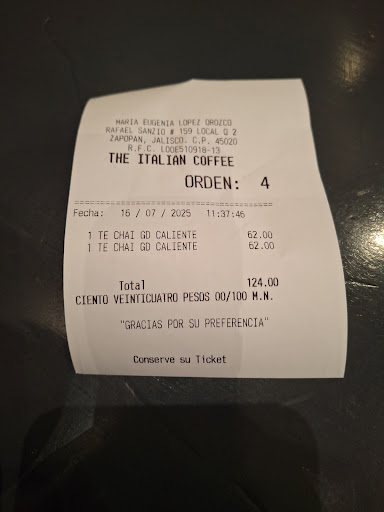 MARIA EUGENIA LOPEZ OROZCO
RAFAEL SANZIO # 159 LOCAL Q 2
ZAPOPAN, JALISCO. C.P. 45020
R.F.C. LOOE510918-13
THE ITALIAN COFFEE
ORDEN: 4
========================================
Fecha: 16 / 07 / 2025 11:37:46
1 TE CHAI GD CALIENTE 62.00
1 TE CHAI GD CALIENTE 62.00
Total 124.00
CIENTO VEINTICUATRO PESOS 00/100 M.N.
"GRACIAS POR SU PREFERENCIA"
Conserve su Ticket